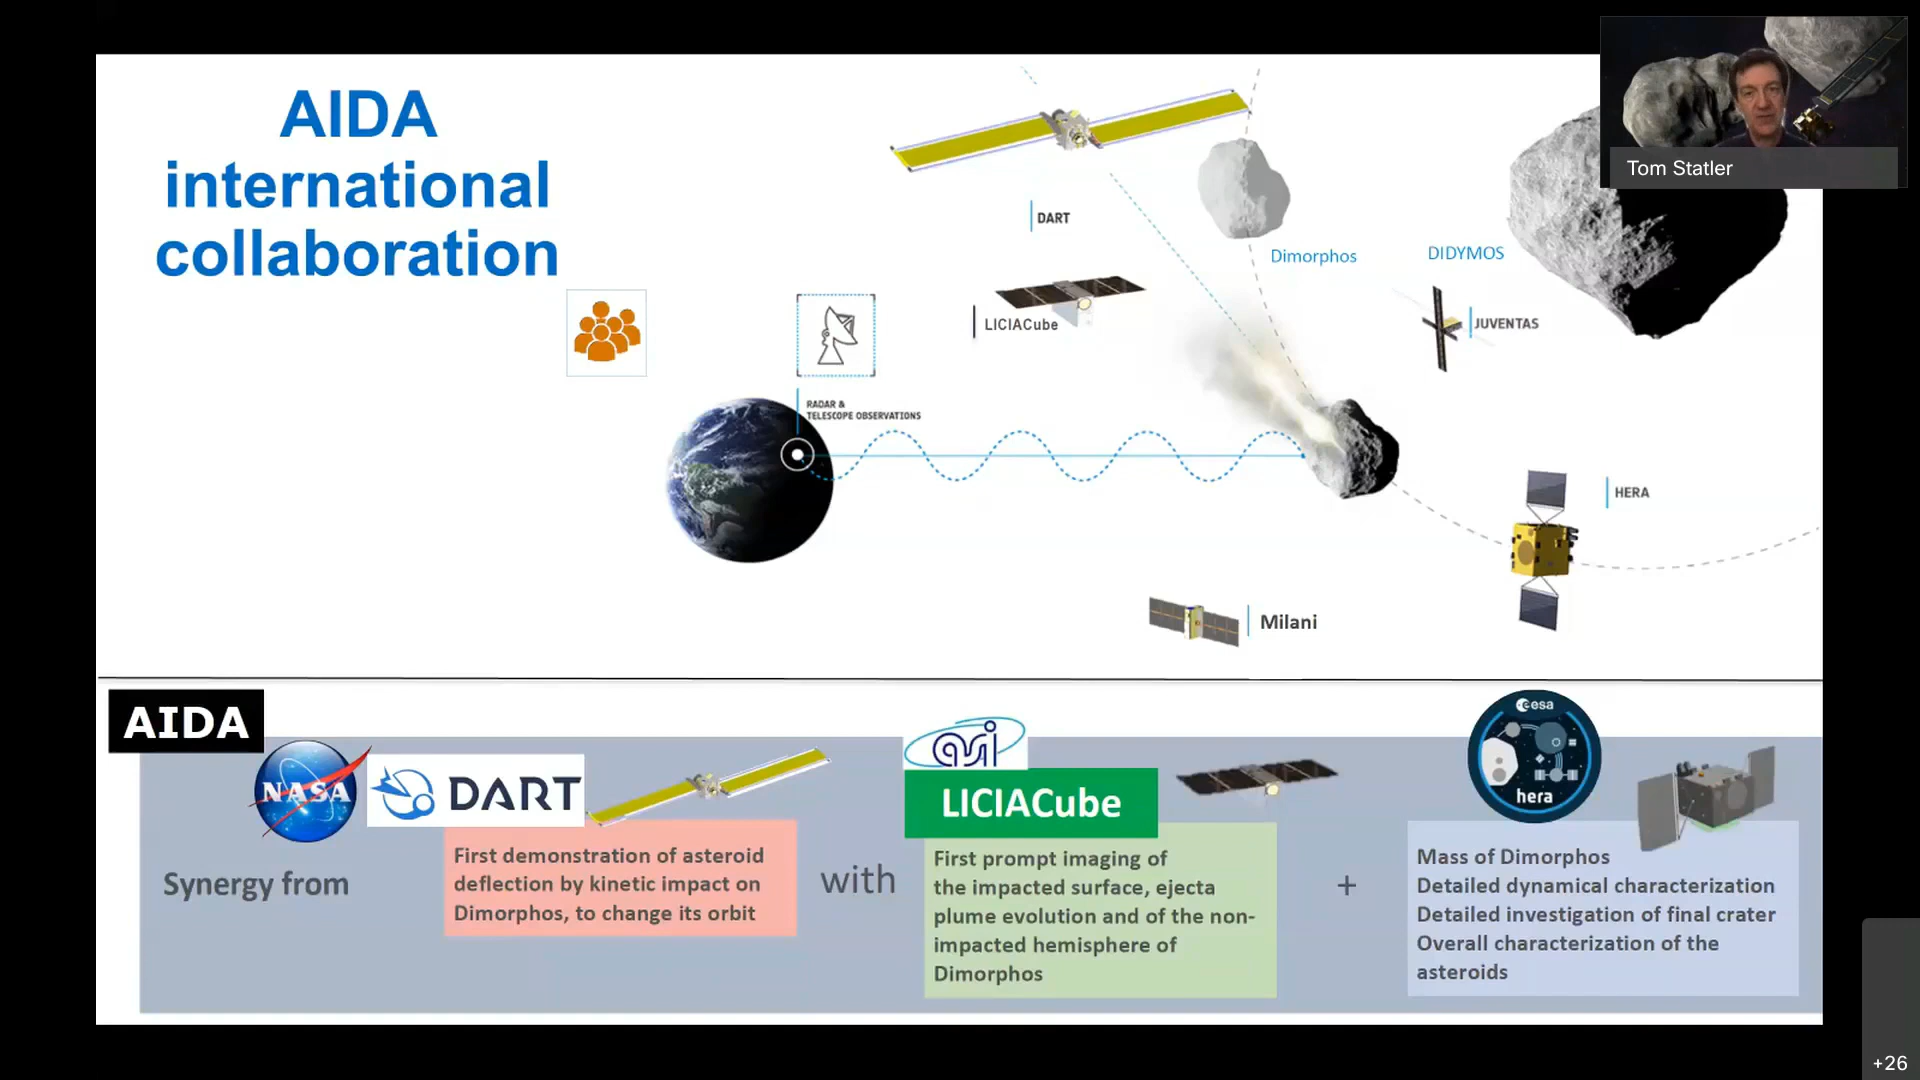 AIDA
international
collaboration
Tom Statler
DART
Dimorphos
DIDYMOS
LICIACube
JUVENTAS
RADAR &
TELESCOPE OBSERVATIONS
HERA
Milani
AIDA
NASA
DART
asi
LICIACube
esa
hera
Synergy from
First demonstration of asteroid
deflection by kinetic impact on
Dimorphos, to change its orbit
with
First prompt imaging of
the impacted surface, ejecta
plume evolution and of the non-
impacted hemisphere of
Dimorphos
+
Mass of Dimorphos
Detailed dynamical characterization
Detailed investigation of final crater
Overall characterization of the
asteroids
+26